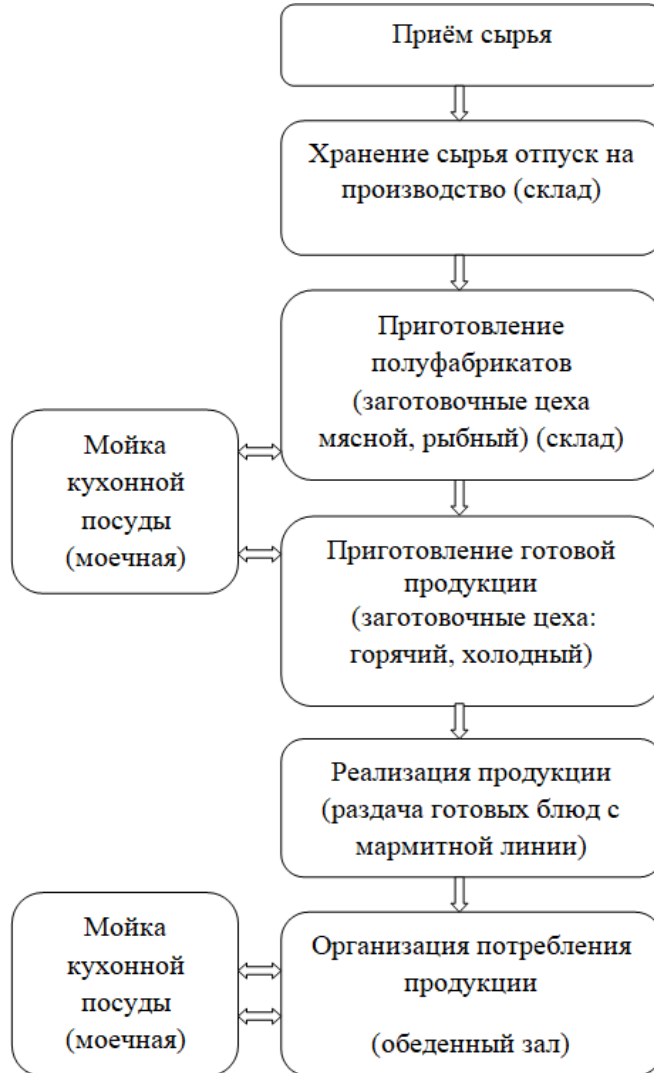 Приём сырья
Хранение сырья отпуск на
производство (склад)
Приготовление
полуфабрикатов
(заготовочные цеха
мясной, рыбный) (склад)
Мойка
кухонной
посуды
(моечная)
Приготовление готовой
продукции
(заготовочные цеха:
горячий, холодный)
Реализация продукции
(раздача готовых блюд с
мармитной линии)
Мойка
кухонной
посуды
(моечная)
Организация потребления
продукции
(обеденный зал)